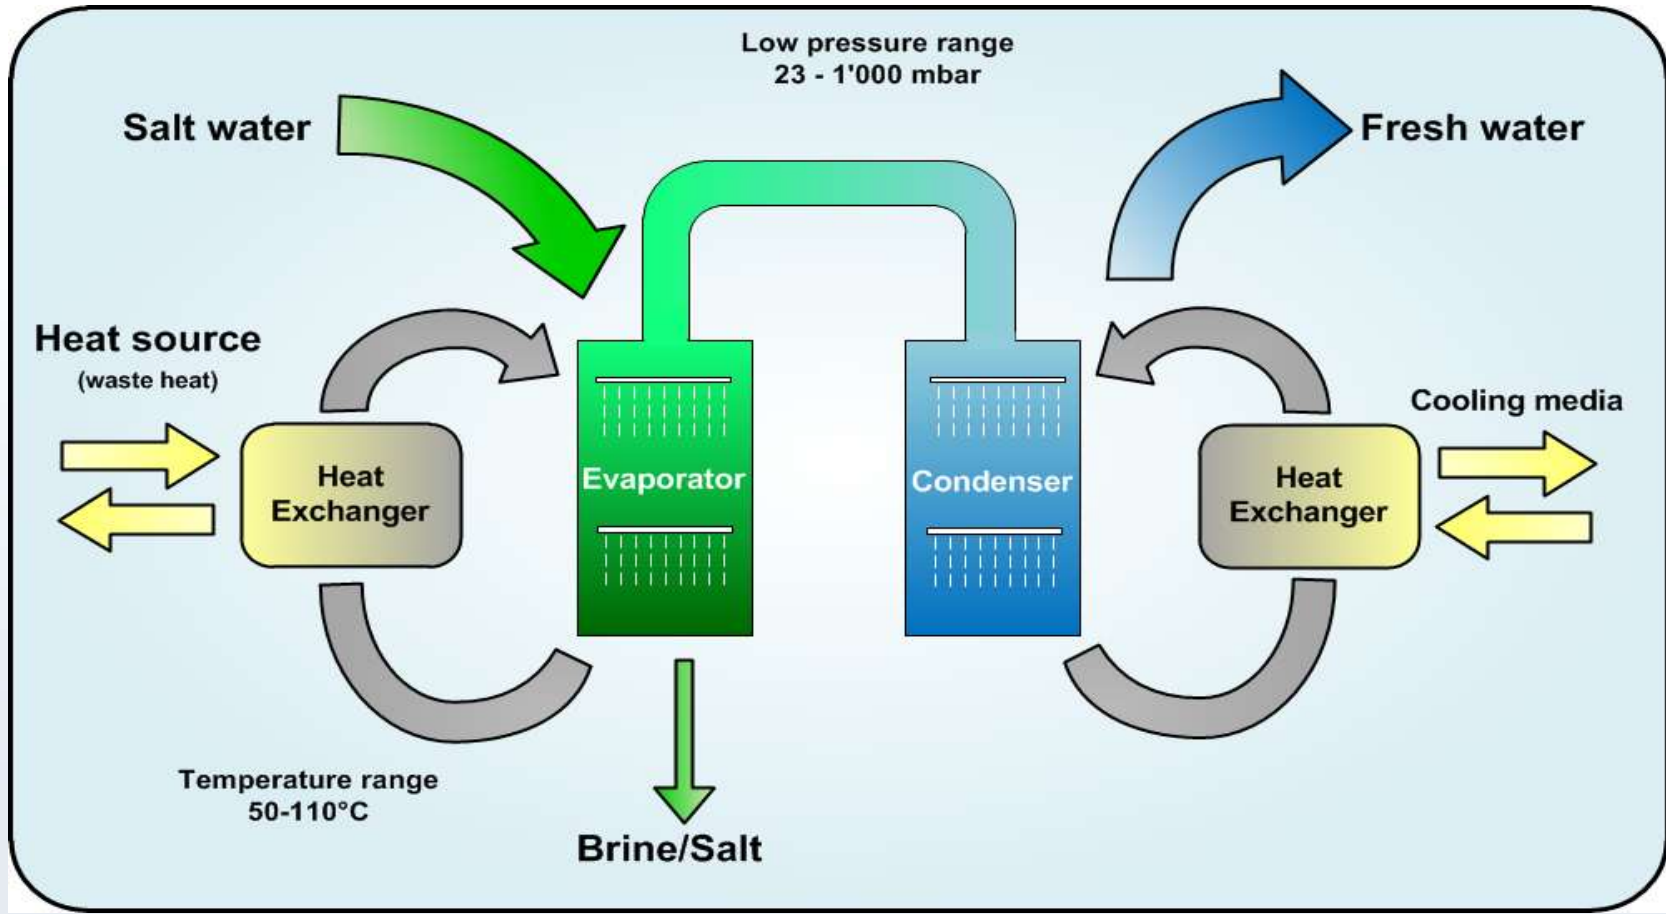 Low pressure range
23 - 1'000 mbar
Salt water
Fresh water
Heat source
(waste heat)
Cooling media
Heat
Exchanger
Evaporator
Condenser
Heat
Exchanger
Temperature range
50-110°C
Brine/Salt